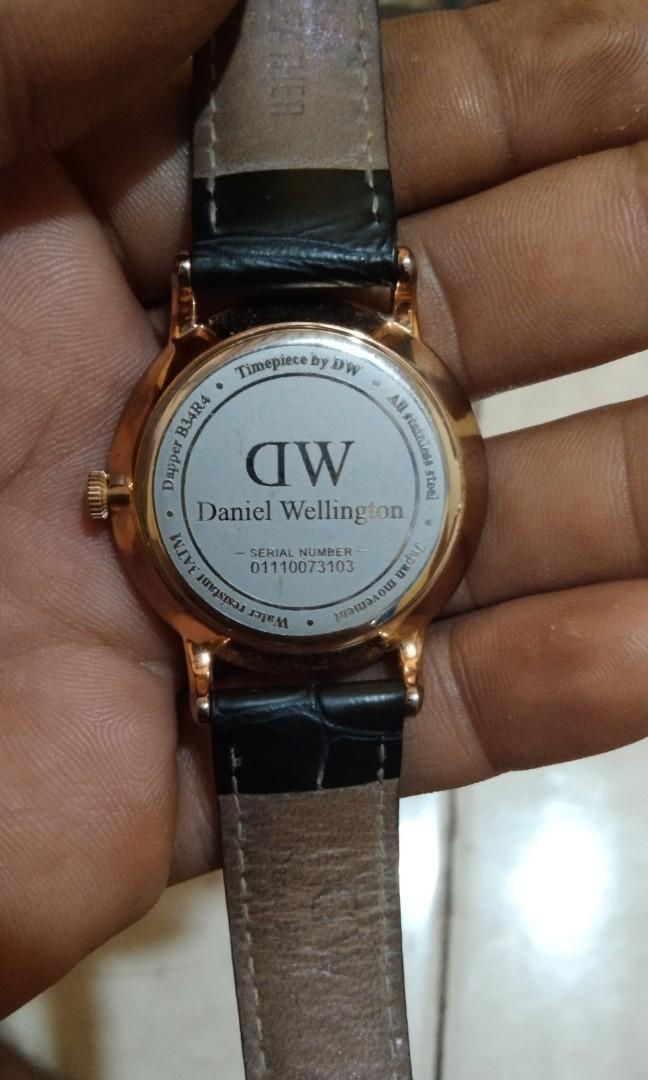 Timepiece by DW • All stainless steel • Japan movement • Water resistant 3ATM • Dapper B34R4 •
DW
Daniel Wellington
SERIAL NUMBER
01110073103